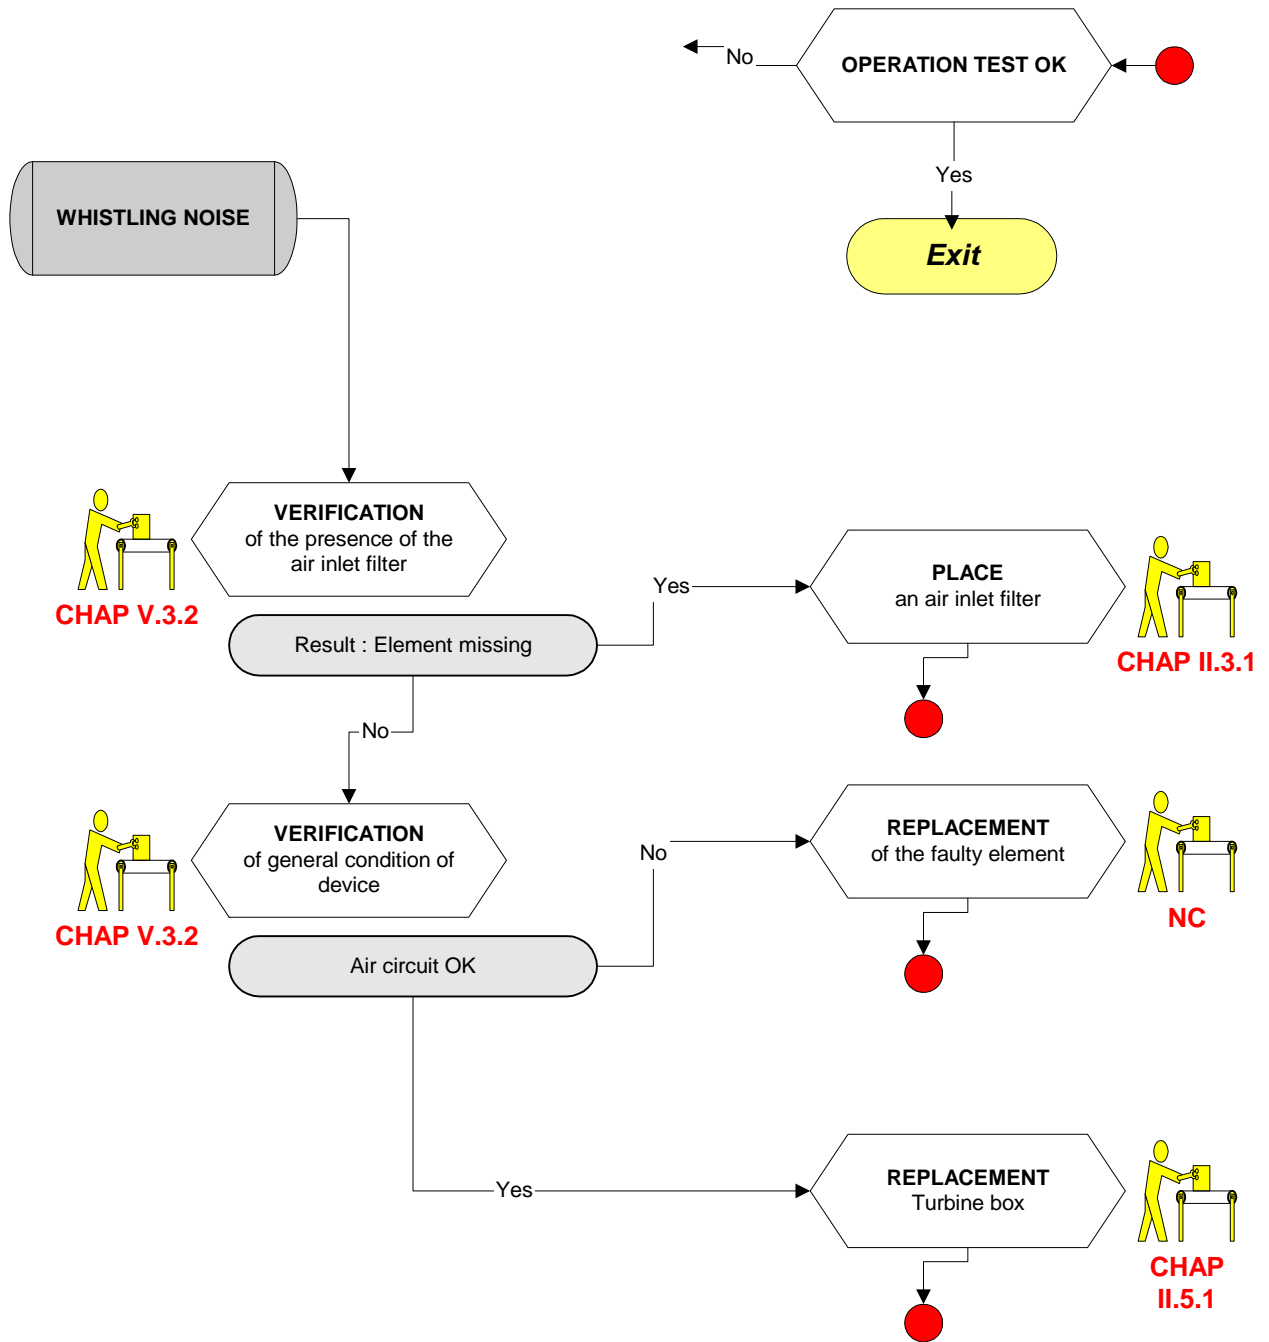 No
OPERATION TEST OK
Yes
Exit
WHISTLING NOISE
VERIFICATION
of the presence of the
air inlet filter
CHAP V.3.2
Result : Element missing
Yes
PLACE
an air inlet filter
CHAP II.3.1
No
VERIFICATION
of general condition of
device
CHAP V.3.2
Air circuit OK
No
REPLACEMENT
of the faulty element
NC
Yes
REPLACEMENT
Turbine box
CHAP
II.5.1